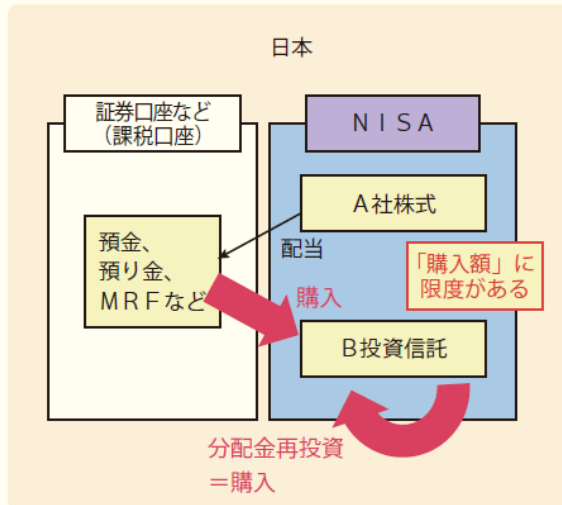 日本
証券口座など
(課税口座)
ＮＩＳＡ
Ａ社株式
預金、
預り金、
ＭＲＦなど
配当
「購入額」に
限度がある
購入
Ｂ投資信託
分配金再投資
＝購入